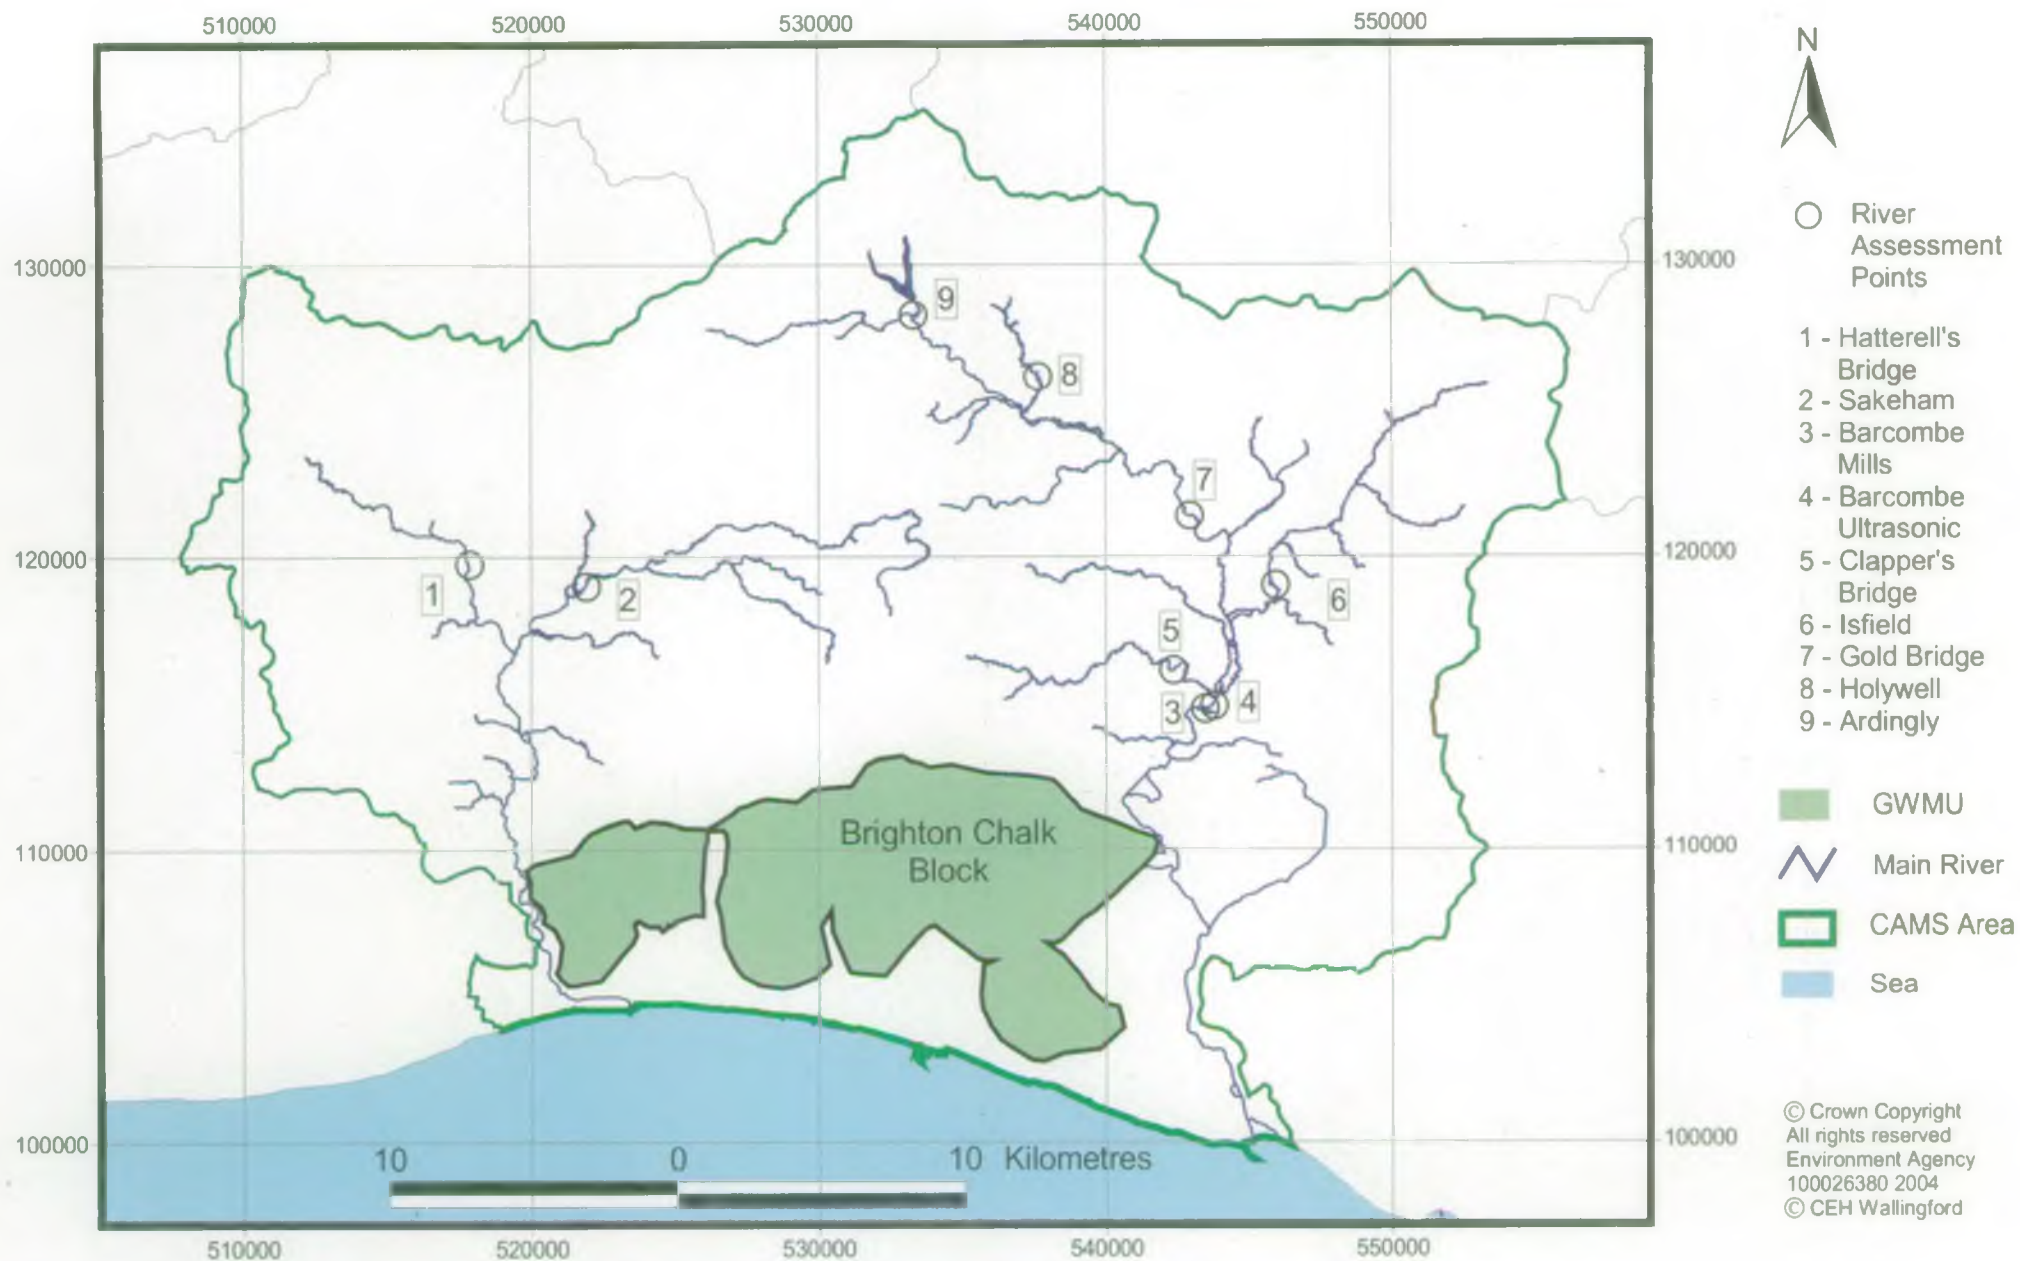 510000
520000
530000
540000
550000
N
130000
130000
120000
120000
110000
110000
100000
100000
9
8
7
1
2
5
6
3
4
Brighton Chalk
Block
10
0
10 Kilometres
510000
520000
530000
540000
550000
River
Assessment
Points
1 - Hatterell's
Bridge
2 - Sakeham
3 - Barcombe
Mills
4 - Barcombe
Ultrasonic
5 - Clapper's
Bridge
6 - Isfield
7 - Gold Bridge
8 - Holywell
9 - Ardingly
GWMU
Main River
CAMS Area
Sea
© Crown Copyright
All rights reserved
Environment Agency
100026380 2004
© CEH Wallingford